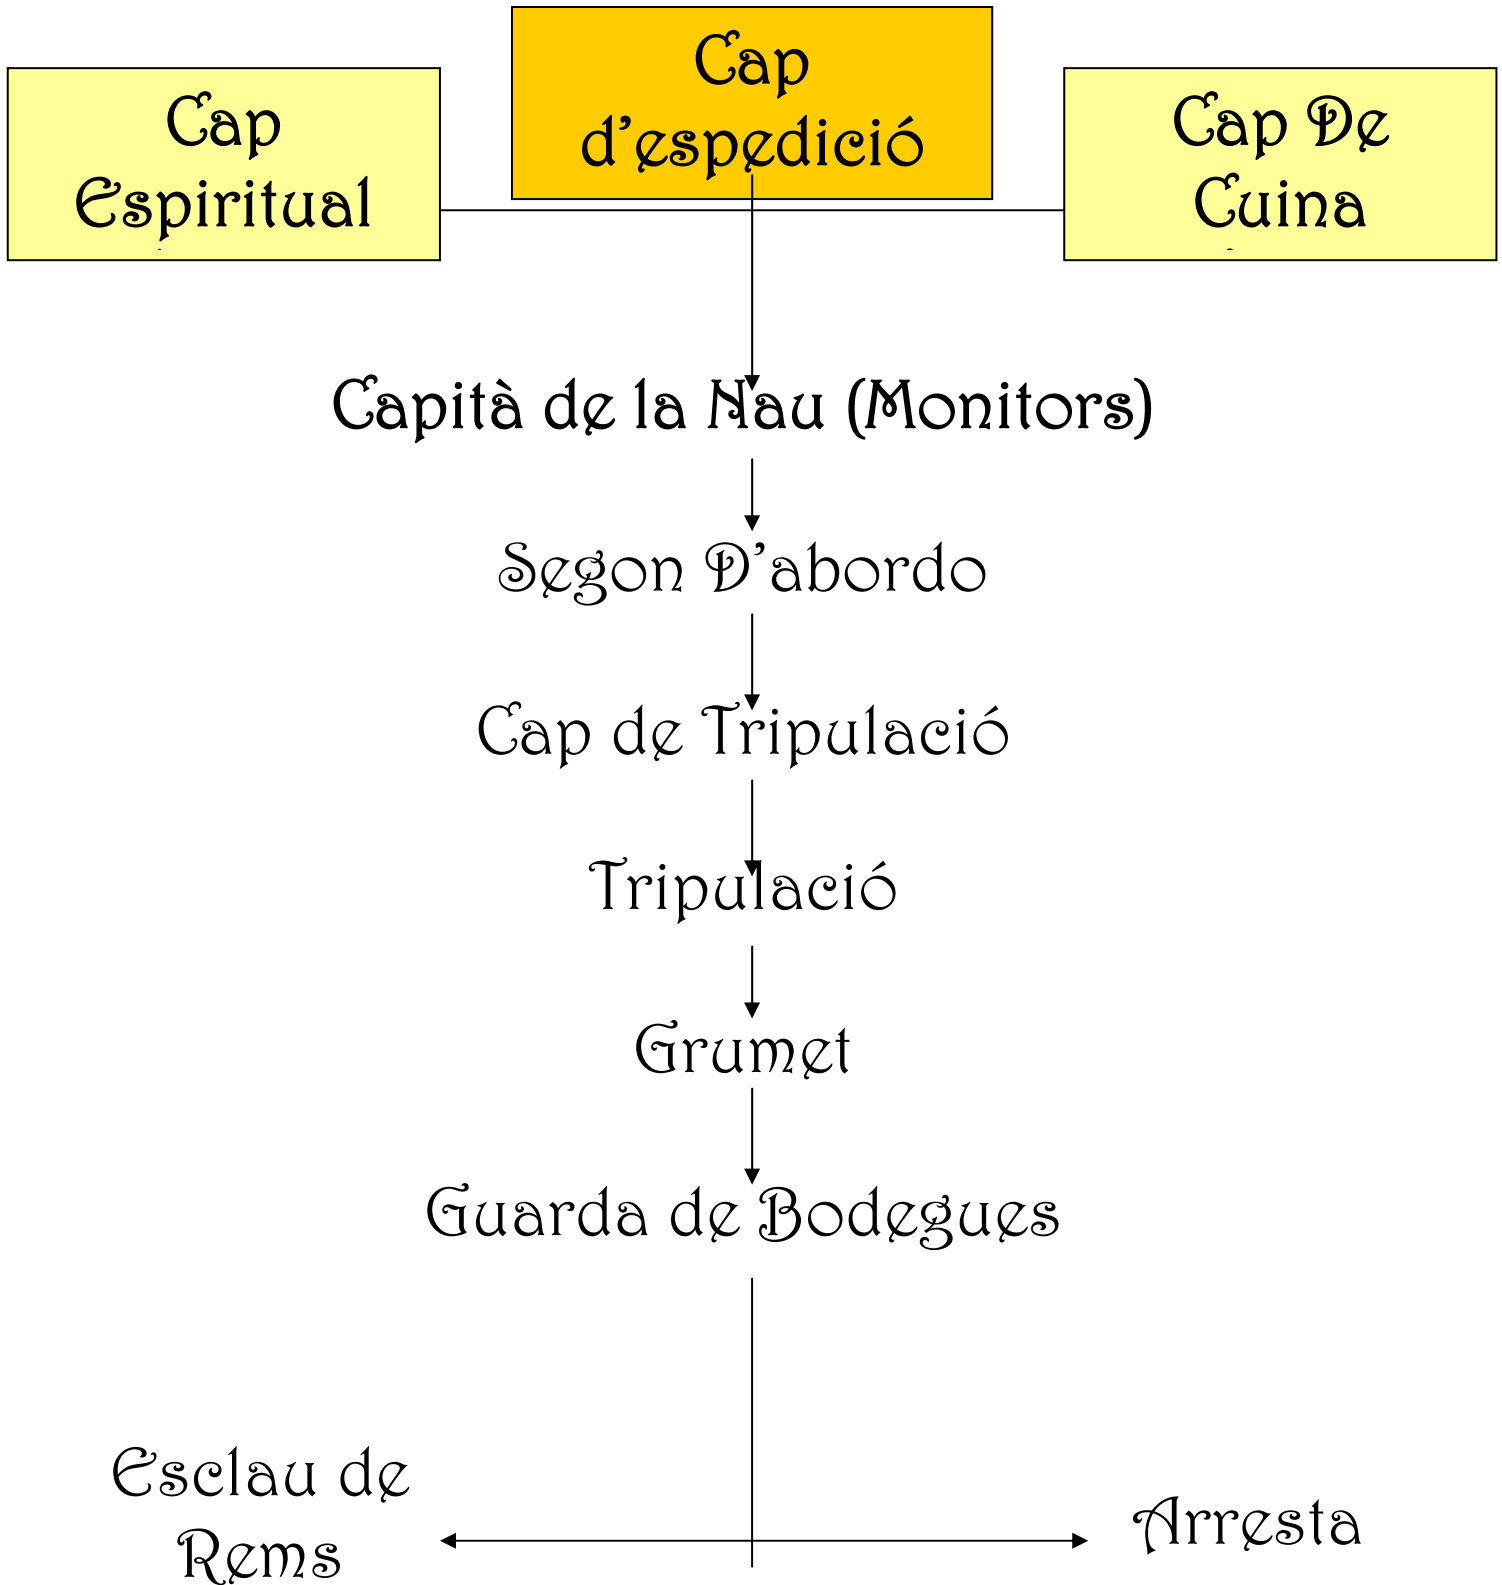 Cap
d’espedició
Cap
Espiritual
Cap De
Cuina
Capità de la Nau (Monitors)
Segon D’abordo
Cap de Tripulació
Tripulació
Grumet
Guarda de Bodegues
Esclau de
Rems
Arresta